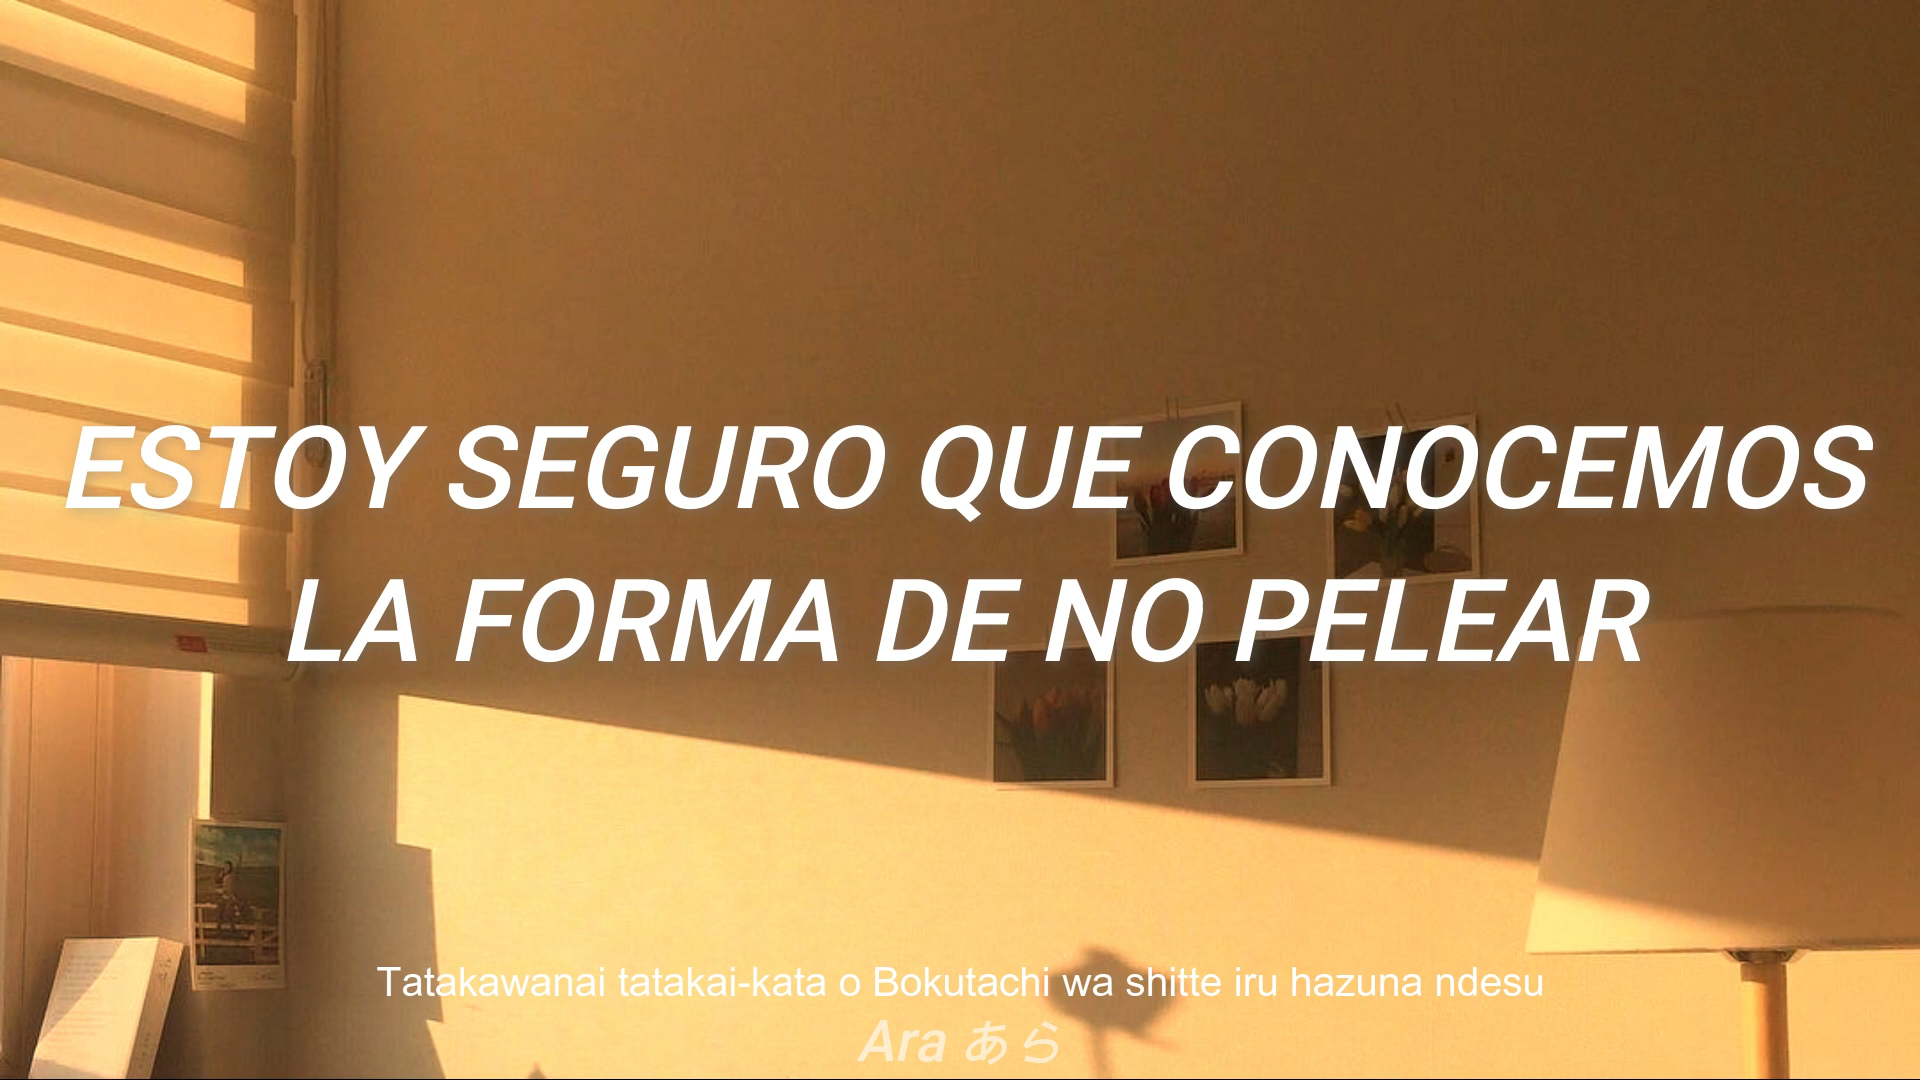 ESTOY SEGURO QUE CONOCEMOS
LA FORMA DE NO PELEAR
Tatakawanai tatakai-kata o Bokutachi wa shitte iru hazuna ndesu
Ara あら